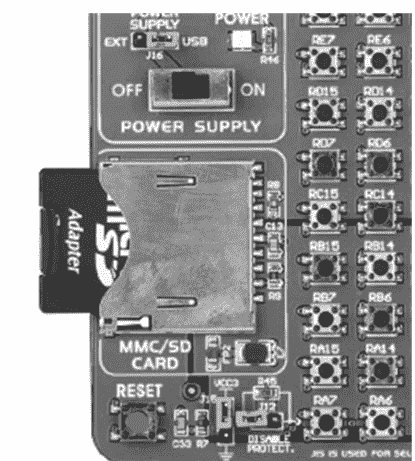 POWER
SUPPLY
POWER
EXT
USB
J16
R46
OFF
ON
POWER SUPPLY
RE7
RE6
RD15
RD14
RD7
RD6
RC15
RC14
RB15
RB14
RB7
RB6
RA15
RA14
RA7
RA6
R8
C13
R9
Adapter
MMC/SD
CARD
FP2
RESET
VCC3
R45
C53
R7
DISABLE
PROTECT.
J15 IS USED FOR SEL